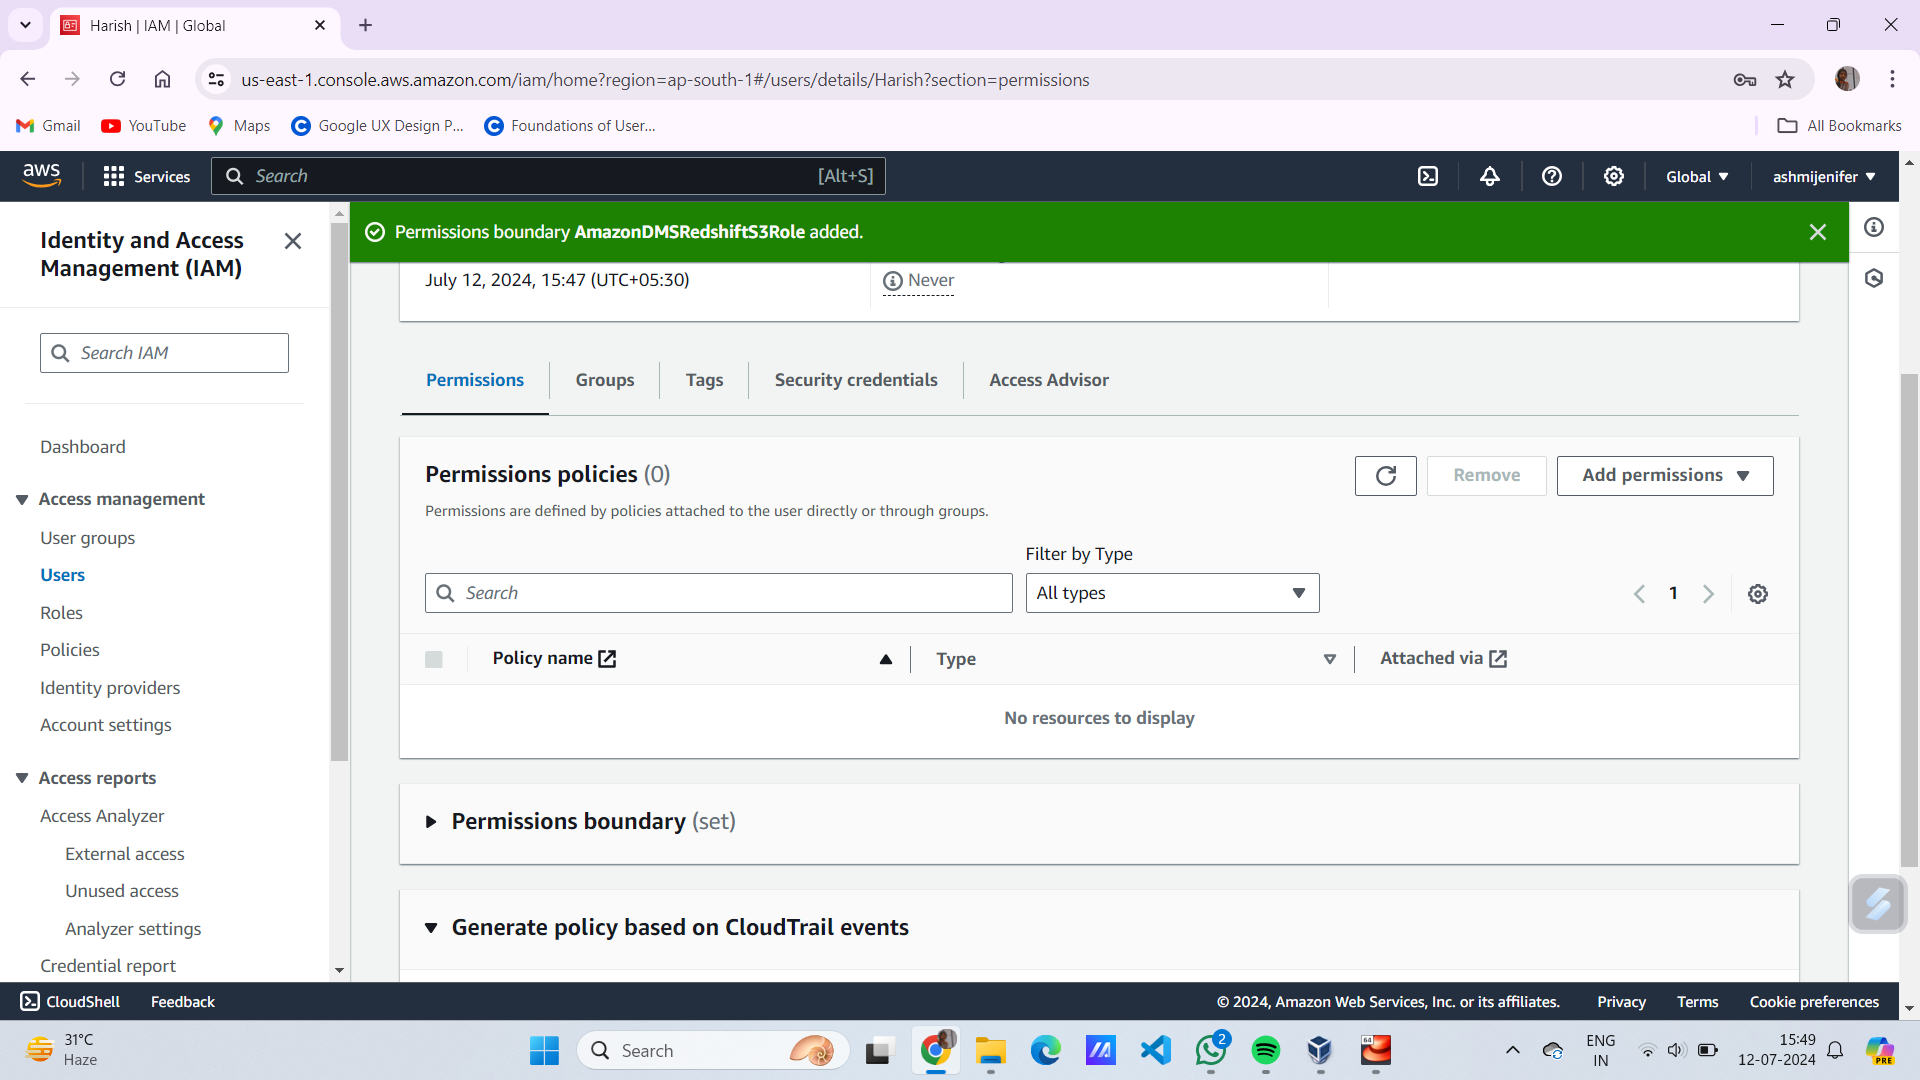 Harish | IAM | Global
us-east-1.console.aws.amazon.com/iam/home?region=ap-south-1#/users/details/Harish?section=permissions
Gmail YouTube Maps Google UX Design P... Foundations of User... All Bookmarks
aws Services Search [Alt+S] Global ashmijenifer
Identity and Access
Management (IAM)
Search IAM
Dashboard
Access management
User groups
Users
Roles
Policies
Identity providers
Account settings
Access reports
Access Analyzer
External access
Unused access
Analyzer settings
Credential report
Permissions boundary AmazonDMSRedshiftS3Role added.
July 12, 2024, 15:47 (UTC+05:30)
Never
Permissions Groups Tags Security credentials Access Advisor
Permissions policies (0)
Remove Add permissions
Permissions are defined by policies attached to the user directly or through groups.
Filter by Type
Search All types 1
Policy name Type Attached via
No resources to display
Permissions boundary (set)
Generate policy based on CloudTrail events
CloudShell Feedback © 2024, Amazon Web Services, Inc. or its affiliates. Privacy Terms Cookie preferences
31°C
Haze
Search
64
2
ENG
IN
15:49
12-07-2024
PRE